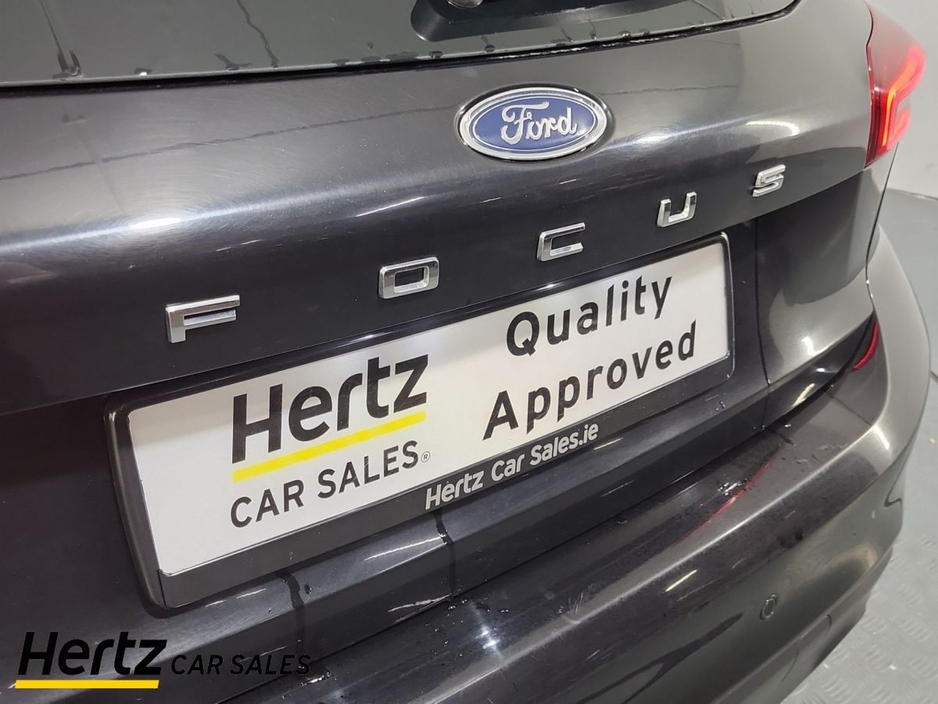 Ford
FOCUS
Hertz
CAR SALES®
Quality
Approved
Hertz Car Sales.ie
Hertz CAR SALES